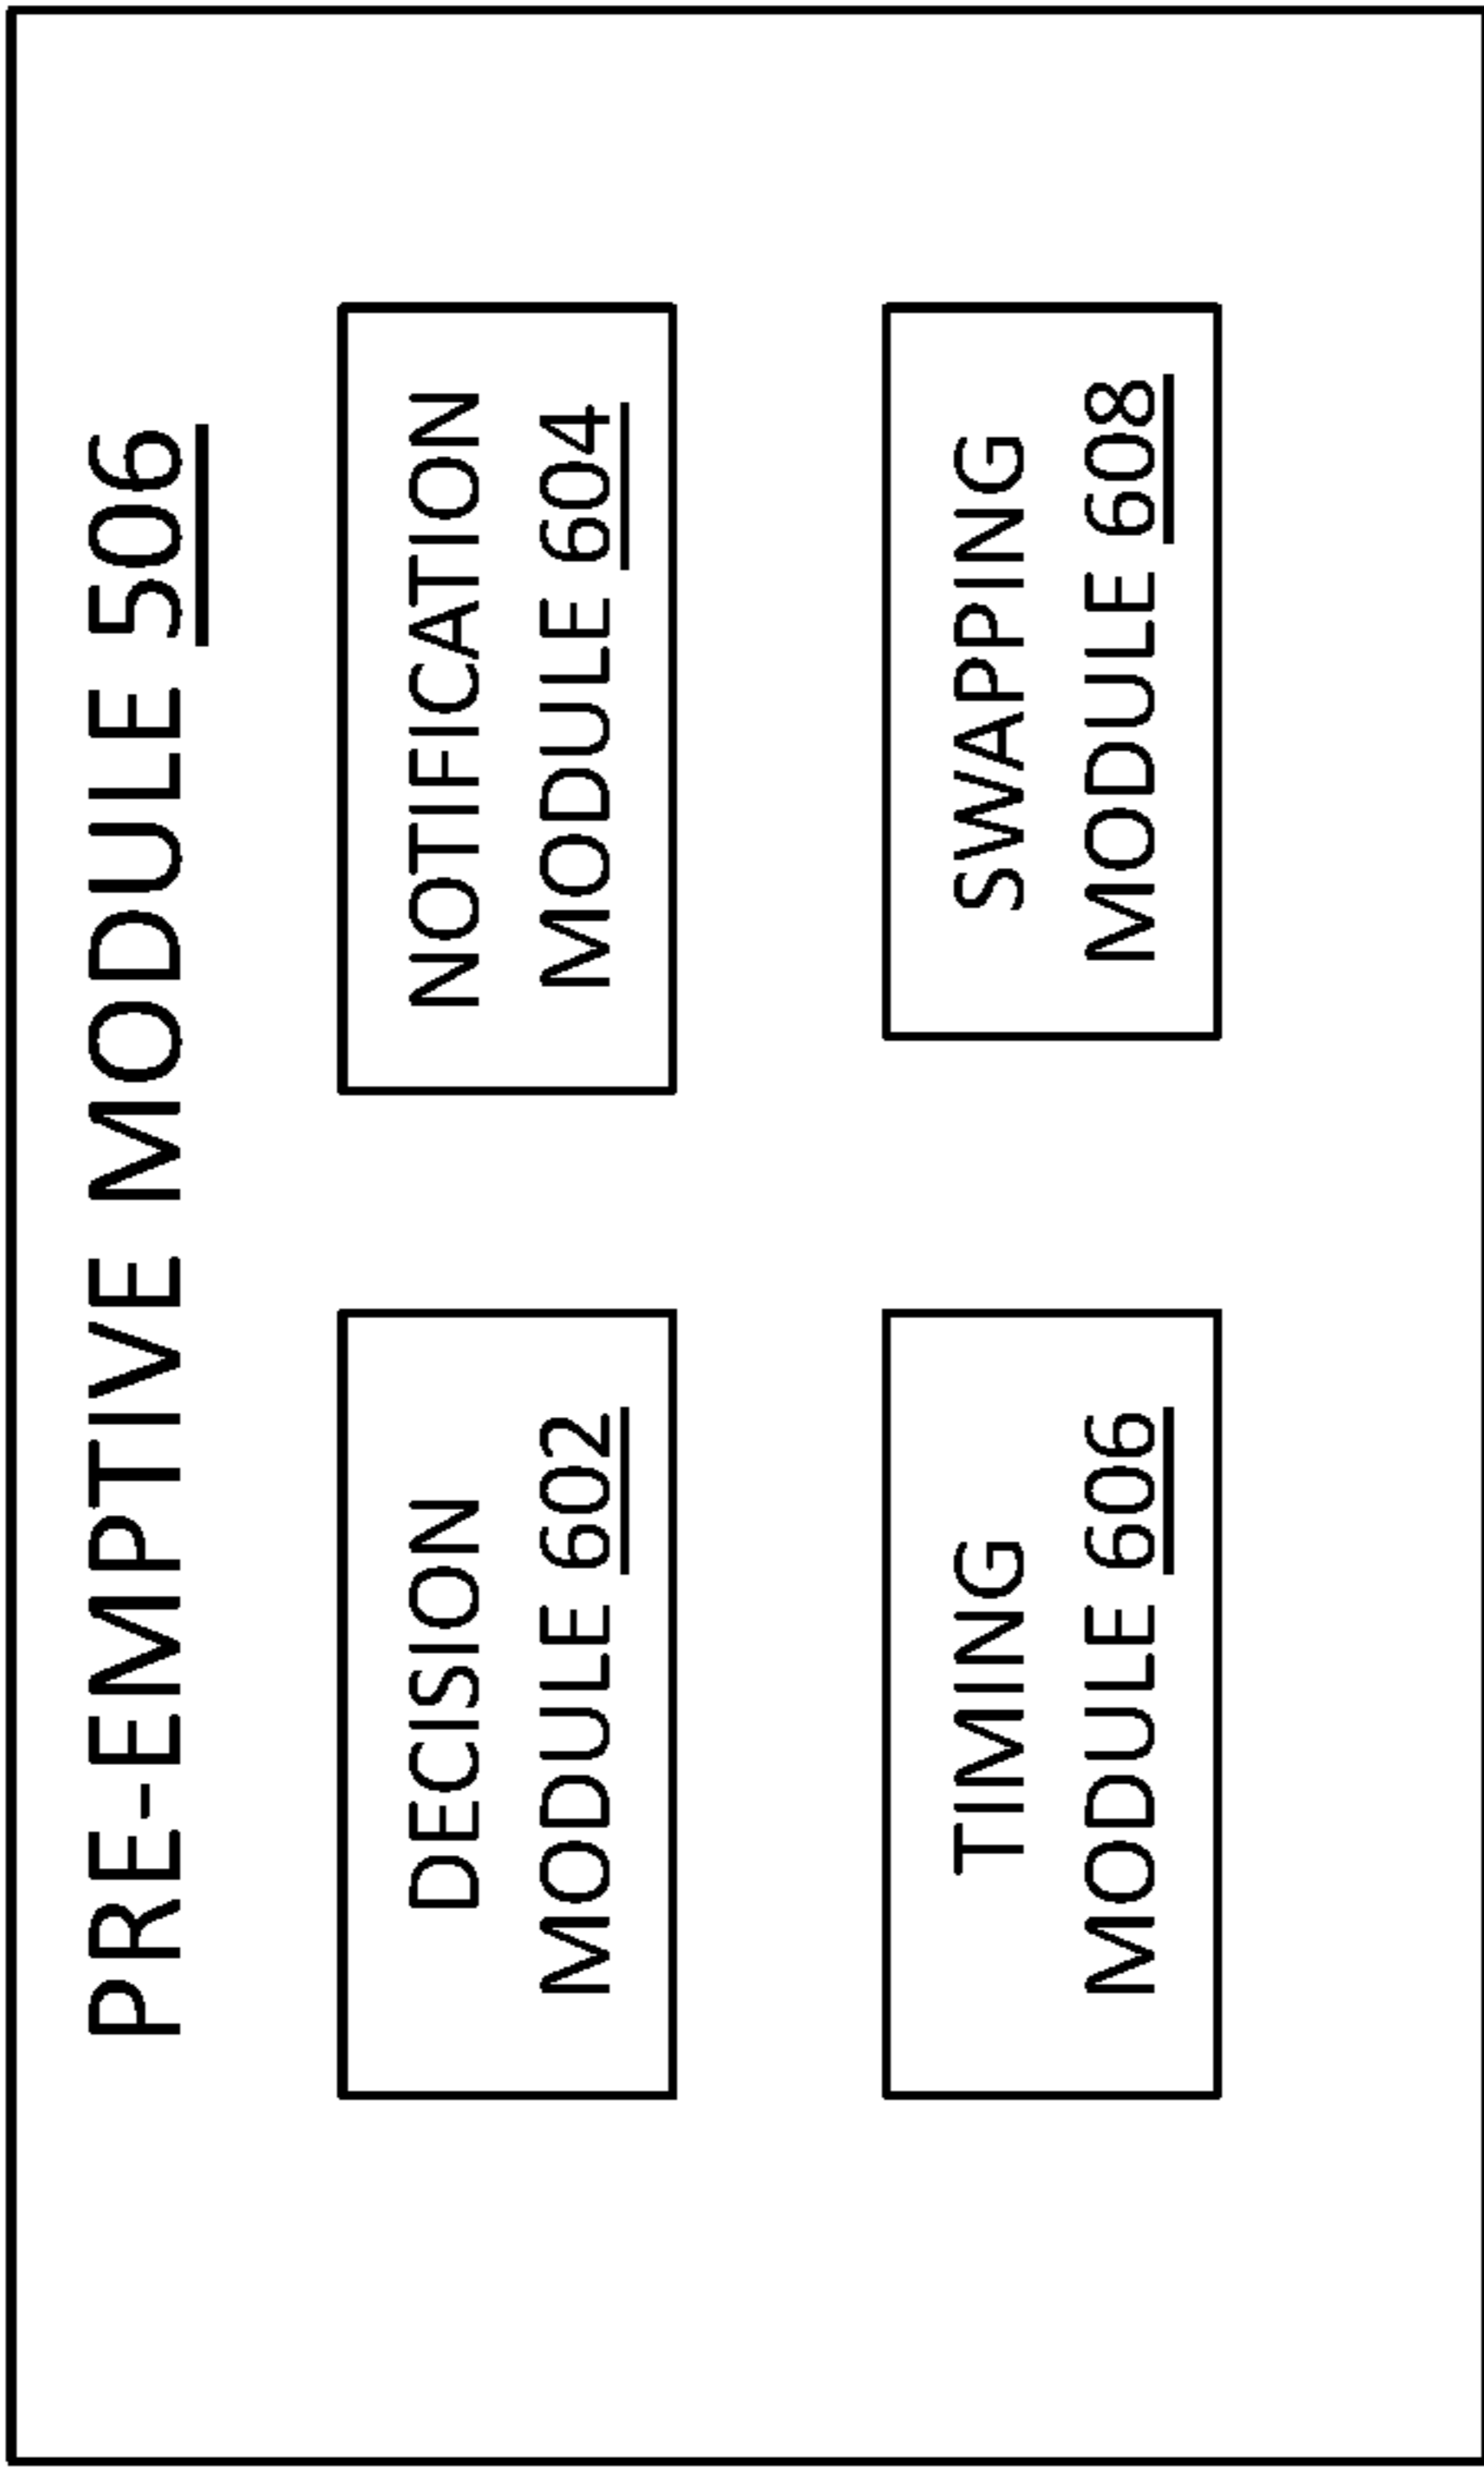 PRE-EMPTIVE MODULE 506
DECISION
MODULE 602
NOTIFICATION
MODULE 604
TIMING
MODULE 606
SWAPPING
MODULE 608